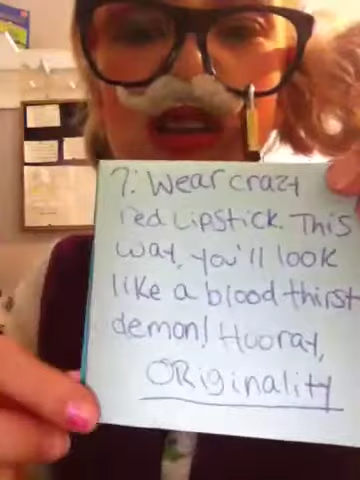 7: Wear crazy
red Lipstick. This
way, you'll look
like a blood thirst
demon! Hooray,
ORiginality